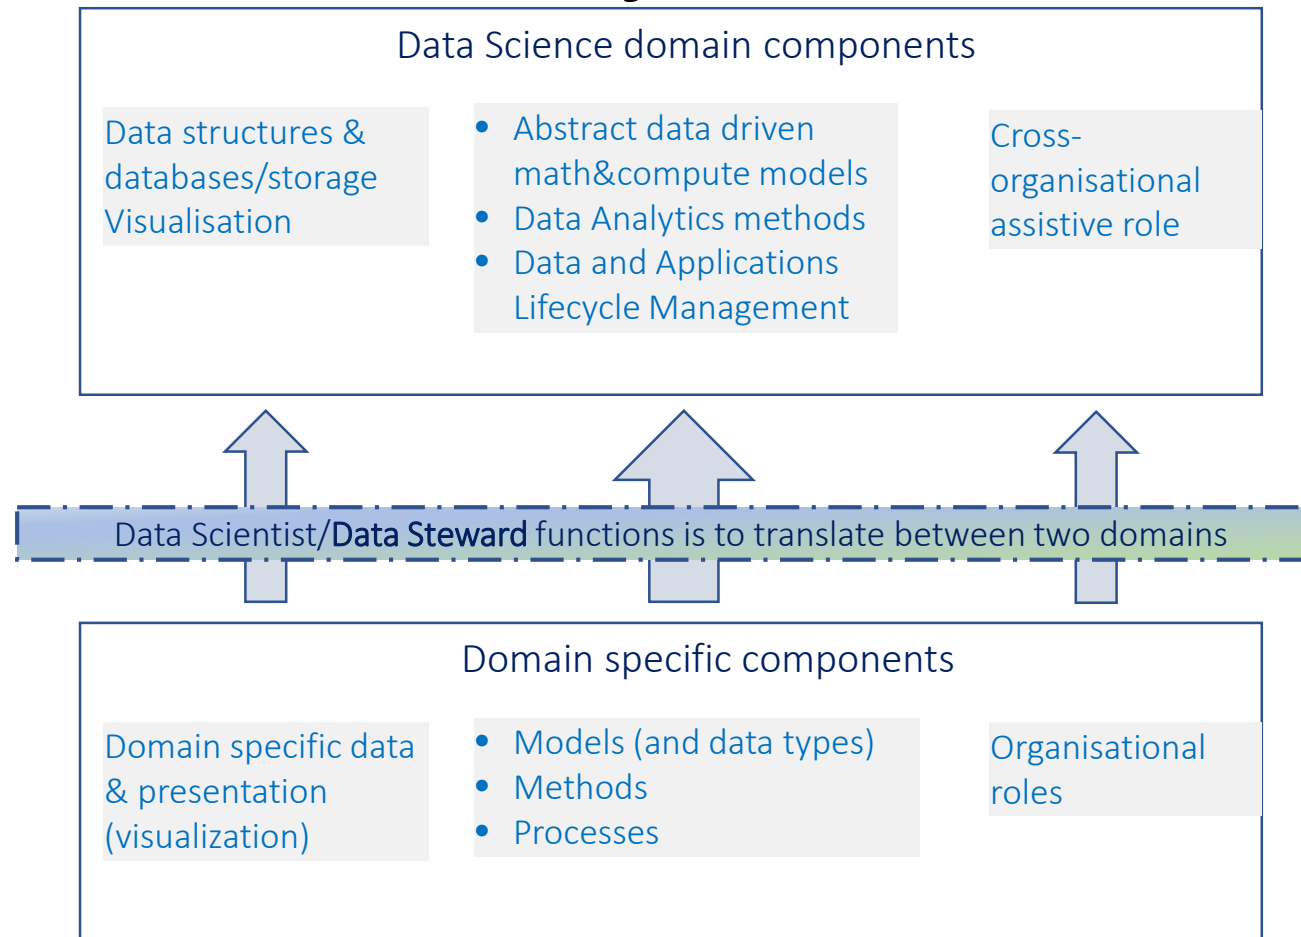 Data Science domain components
Data structures &
databases/storage
Visualisation
• Abstract data driven
math&compute models
• Data Analytics methods
• Data and Applications
Lifecycle Management
Cross-
organisational
assistive role
Data Scientist/Data Steward functions is to translate between two domains
Domain specific components
Domain specific data
& presentation
(visualization)
• Models (and data types)
• Methods
• Processes
Organisational
roles